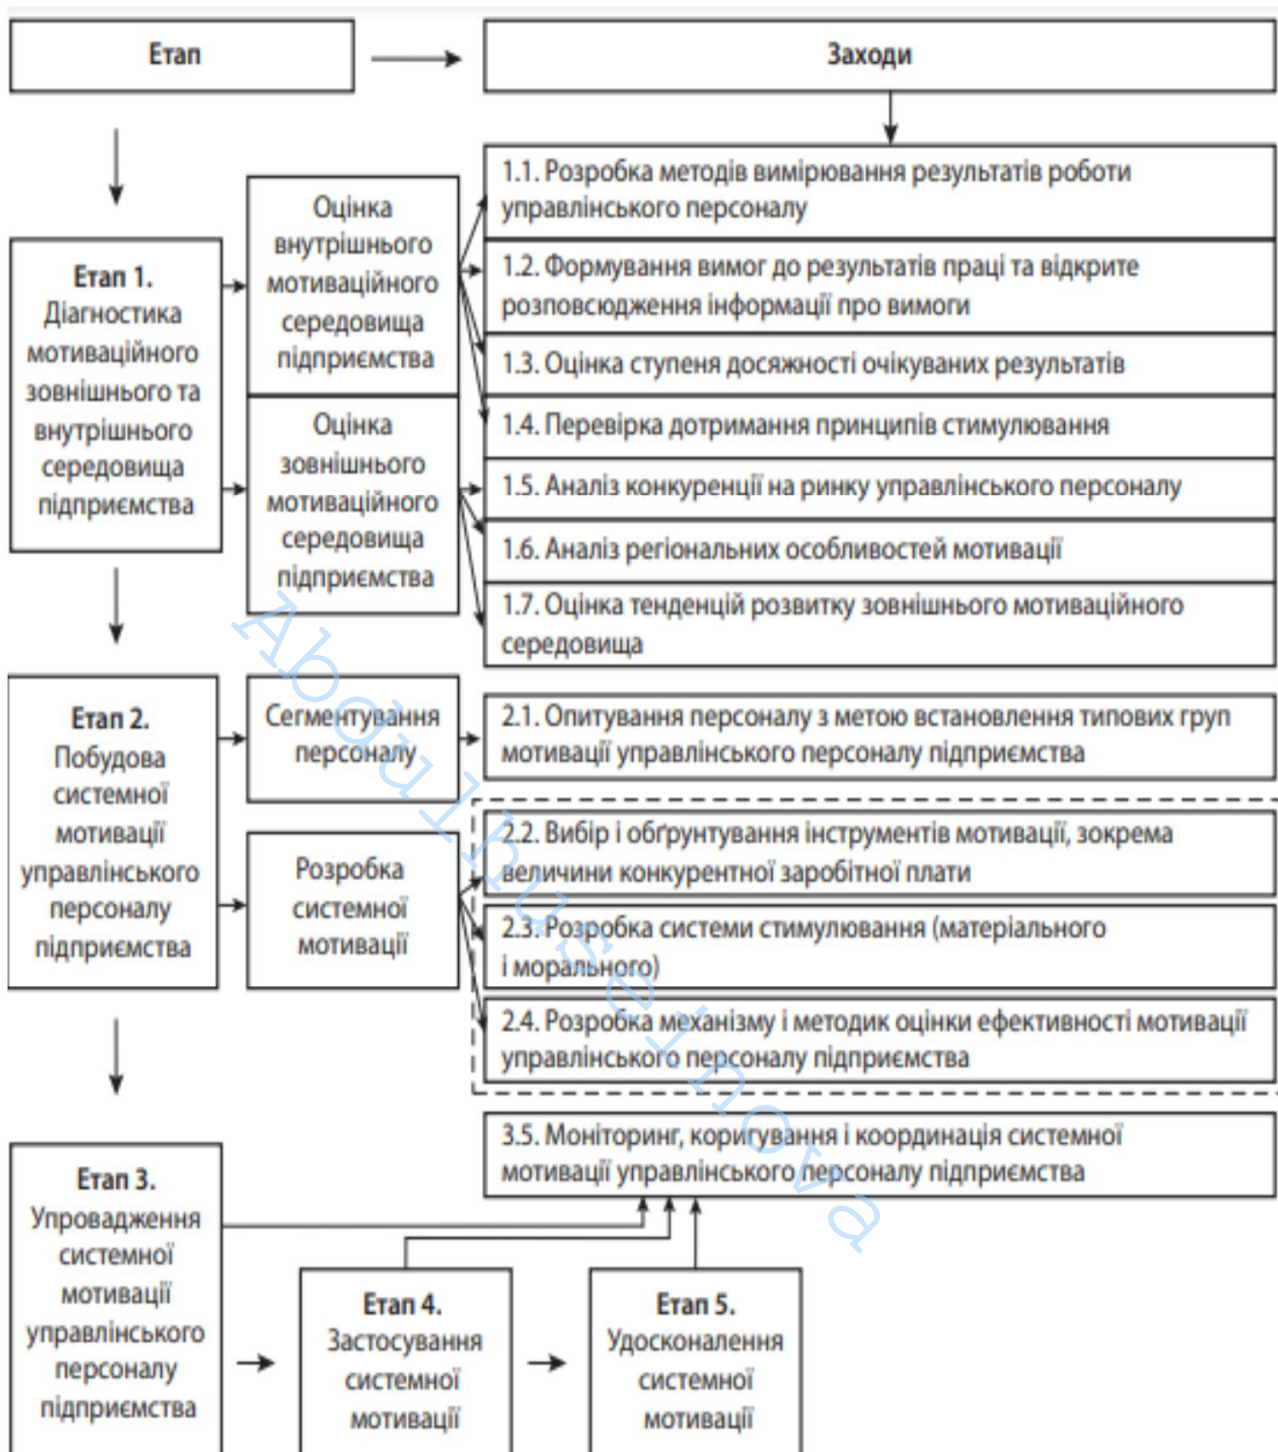 Етап
Заходи
Етап 1.
Діагностика
мотиваційного
зовнішнього та
внутрішнього
середовища
підприємства
Оцінка
внутрішнього
мотиваційного
середовища
підприємства
Оцінка
зовнішнього
мотиваційного
середовища
підприємства
1.1. Розробка методів вимірювання результатів роботи
управлінського персоналу
1.2. Формування вимог до результатів праці та відкрите
розповсюдження інформації про вимоги
1.3. Оцінка ступеня досяжності очікуваних результатів
1.4. Перевірка дотримання принципів стимулювання
1.5. Аналіз конкуренції на ринку управлінського персоналу
1.6. Аналіз регіональних особливостей мотивації
1.7. Оцінка тенденцій розвитку зовнішнього мотиваційного
середовища
Етап 2.
Побудова
системної
мотивації
управлінського
персоналу
підприємства
Сегментування
персоналу
Розробка
системної
мотивації
2.1. Опитування персоналу з метою встановлення типових груп
мотивації управлінського персоналу підприємства
2.2. Вибір і обґрунтування інструментів мотивації, зокрема
величини конкурентної заробітної плати
2.3. Розробка системи стимулювання (матеріального
і морального)
2.4. Розробка механізму і методик оцінки ефективності мотивації
управлінського персоналу підприємства
3.5. Моніторинг, коригування і координація системної
мотивації управлінського персоналу підприємства
Етап 3.
Упровадження
системної
мотивації
управлінського
персоналу
підприємства
Етап 4.
Застосування
системної
мотивації
Етап 5.
Удосконалення
системної
мотивації
Abdulhuseinova